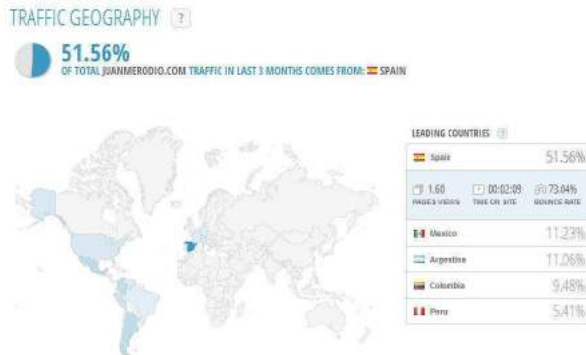 TRAFFIC GEOGRAPHY ?
51.56%
OF TOTAL JUANMERODIO.COM TRAFFIC IN LAST 3 MONTHS COMES FROM: SPAIN
LEADING COUNTRIES ?
Spain 51.56%
1.60 00:02:09 73.04%
PAGES VIEWS TIME ON SITE BOUNCE RATE
Mexico 11.23%
Argentina 11.06%
Colombia 9.48%
Peru 5.41%